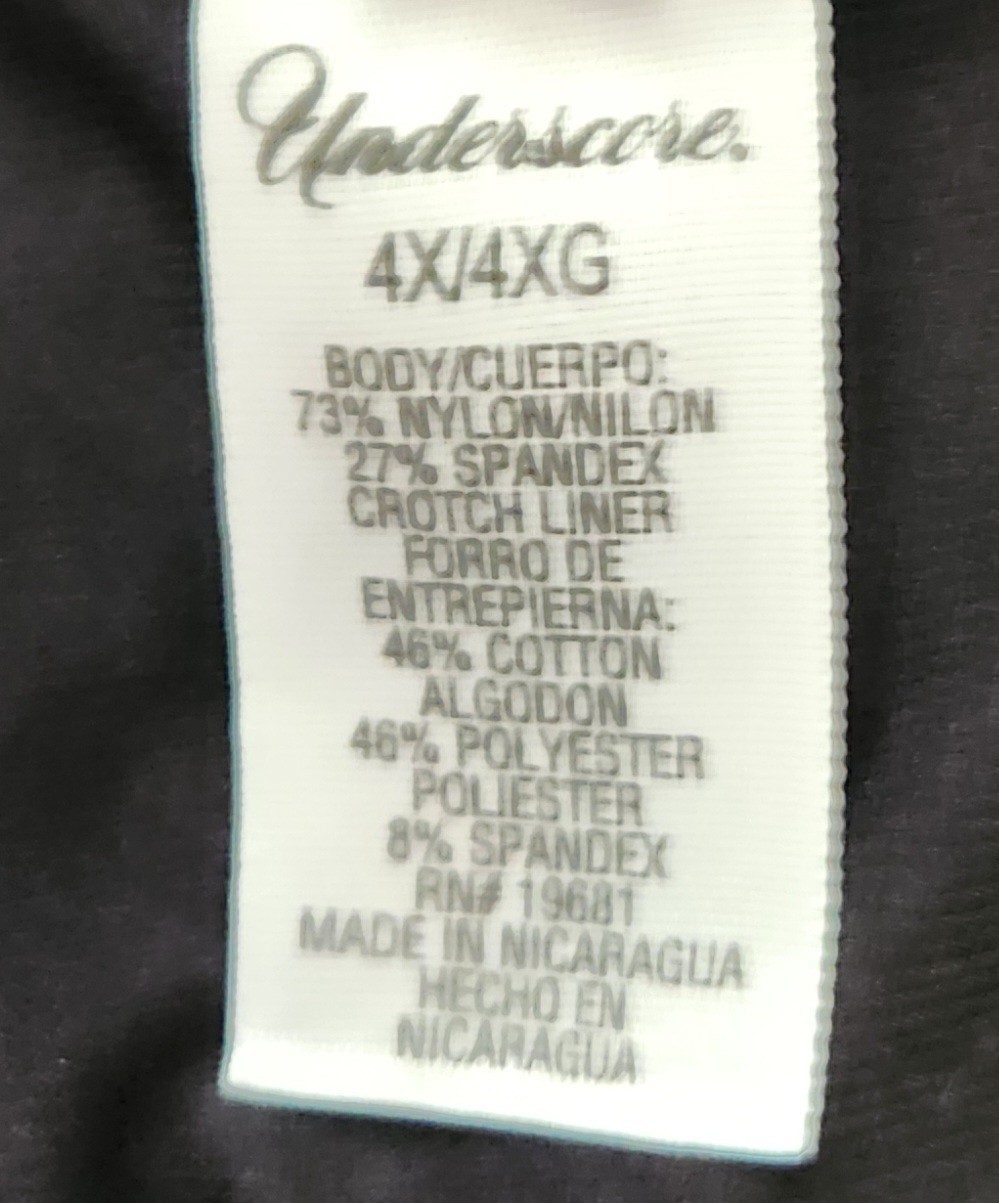 Underscore.
4X/4XG
BODY/CUERPO:
73% NYLON/NILON
27% SPANDEX
CROTCH LINER
FORRO DE
ENTREPIERNA:
46% COTTON
ALGODON
46% POLYESTER
POLIESTER
8% SPANDEX
RN# 19681
MADE IN NICARAGUA
HECHO EN
NICARAGUA